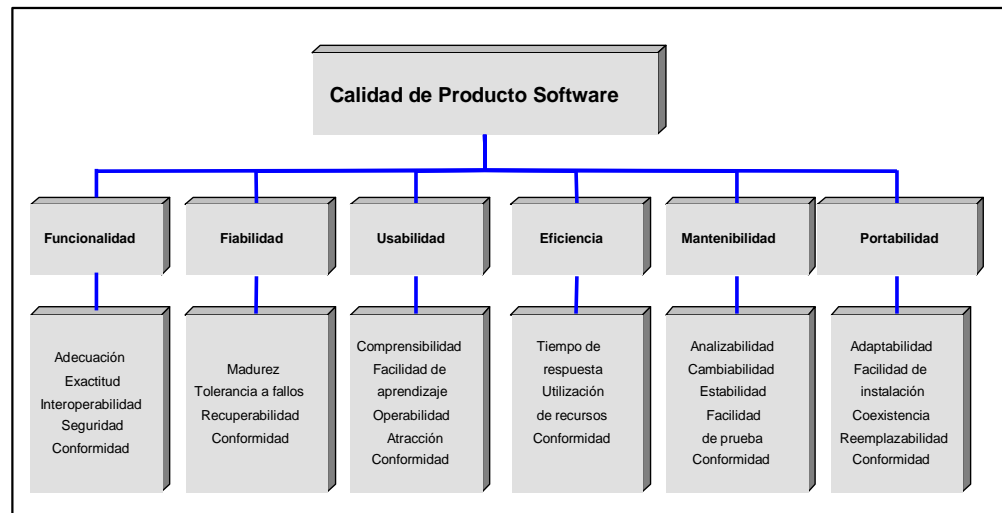 Calidad de Producto Software
Funcionalidad
Fiabilidad
Usabilidad
Eficiencia
Mantenibilidad
Portabilidad
Adecuación
Exactitud
Interoperabilidad
Seguridad
Conformidad
Madurez
Tolerancia a fallos
Recuperabilidad
Conformidad
Comprensibilidad
Facilidad de
aprendizaje
Operabilidad
Atracción
Conformidad
Tiempo de
respuesta
Utilización
de recursos
Conformidad
Analizabilidad
Cambiabilidad
Estabilidad
Facilidad
de prueba
Conformidad
Adaptabilidad
Facilidad de
instalación
Coexistencia
Reemplazabilidad
Conformidad